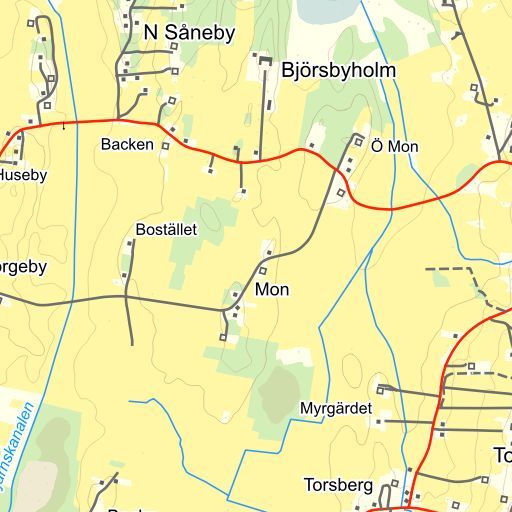 N Såneby
Björsbyholm
Backen
Ö Mon
Huseby
Bostället
orgeby
Mon
Myrgärdet
Torsberg
To